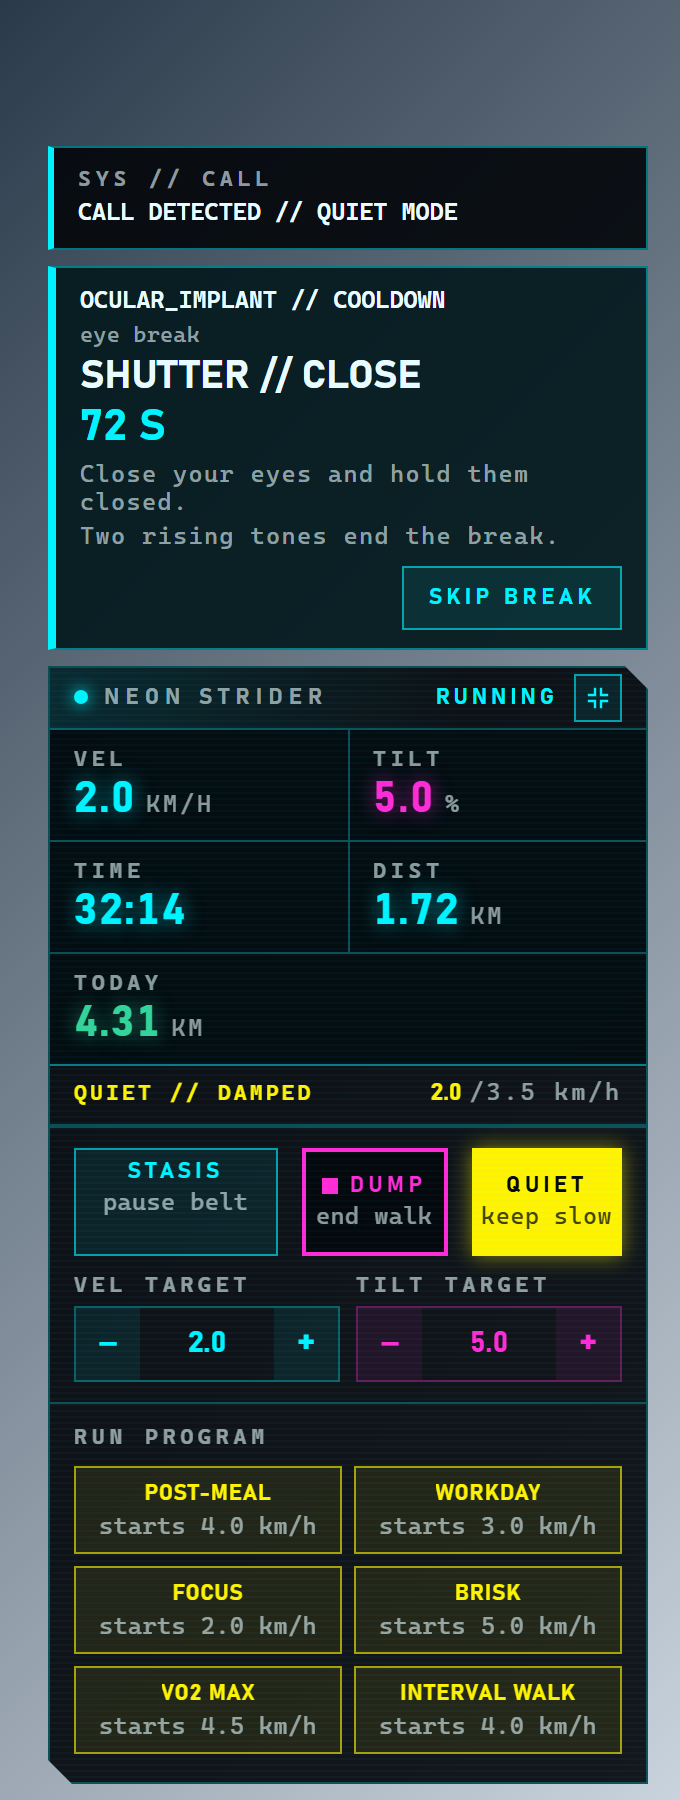 SYS // CALL
CALL DETECTED // QUIET MODE
OCULAR_IMPLANT // COOLDOWN
eye break
SHUTTER // CLOSE
72 S
Close your eyes and hold them
closed.
Two rising tones end the break.
SKIP BREAK
NEON STRIDER RUNNING
VEL TILT
2.0 KM/H 5.0 %
TIME DIST
32:14 1.72 KM
TODAY
4.31 KM
QUIET // DAMPED 2.0 /3.5 km/h
STASIS DUMP QUIET
pause belt end walk keep slow
VEL TARGET TILT TARGET
− 2.0 + − 5.0 +
RUN PROGRAM
POST-MEAL WORKDAY
starts 4.0 km/h starts 3.0 km/h
FOCUS BRISK
starts 2.0 km/h starts 5.0 km/h
VO2 MAX INTERVAL WALK
starts 4.5 km/h starts 4.0 km/h